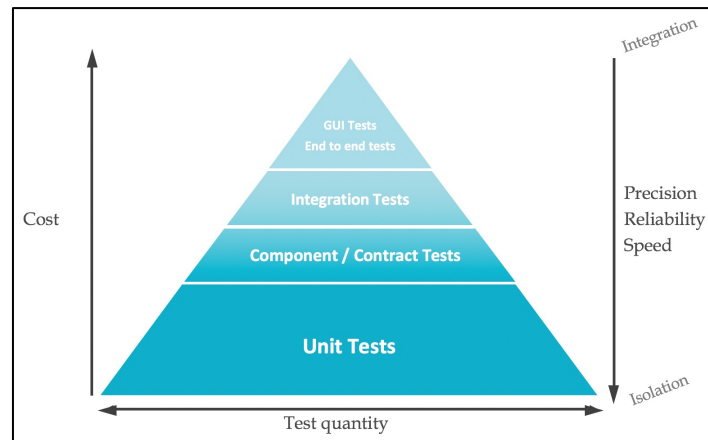 Integration
GUI Tests
End to end tests
Integration Tests
Cost
Precision
Reliability
Speed
Component / Contract Tests
Unit Tests
Isolation
Test quantity